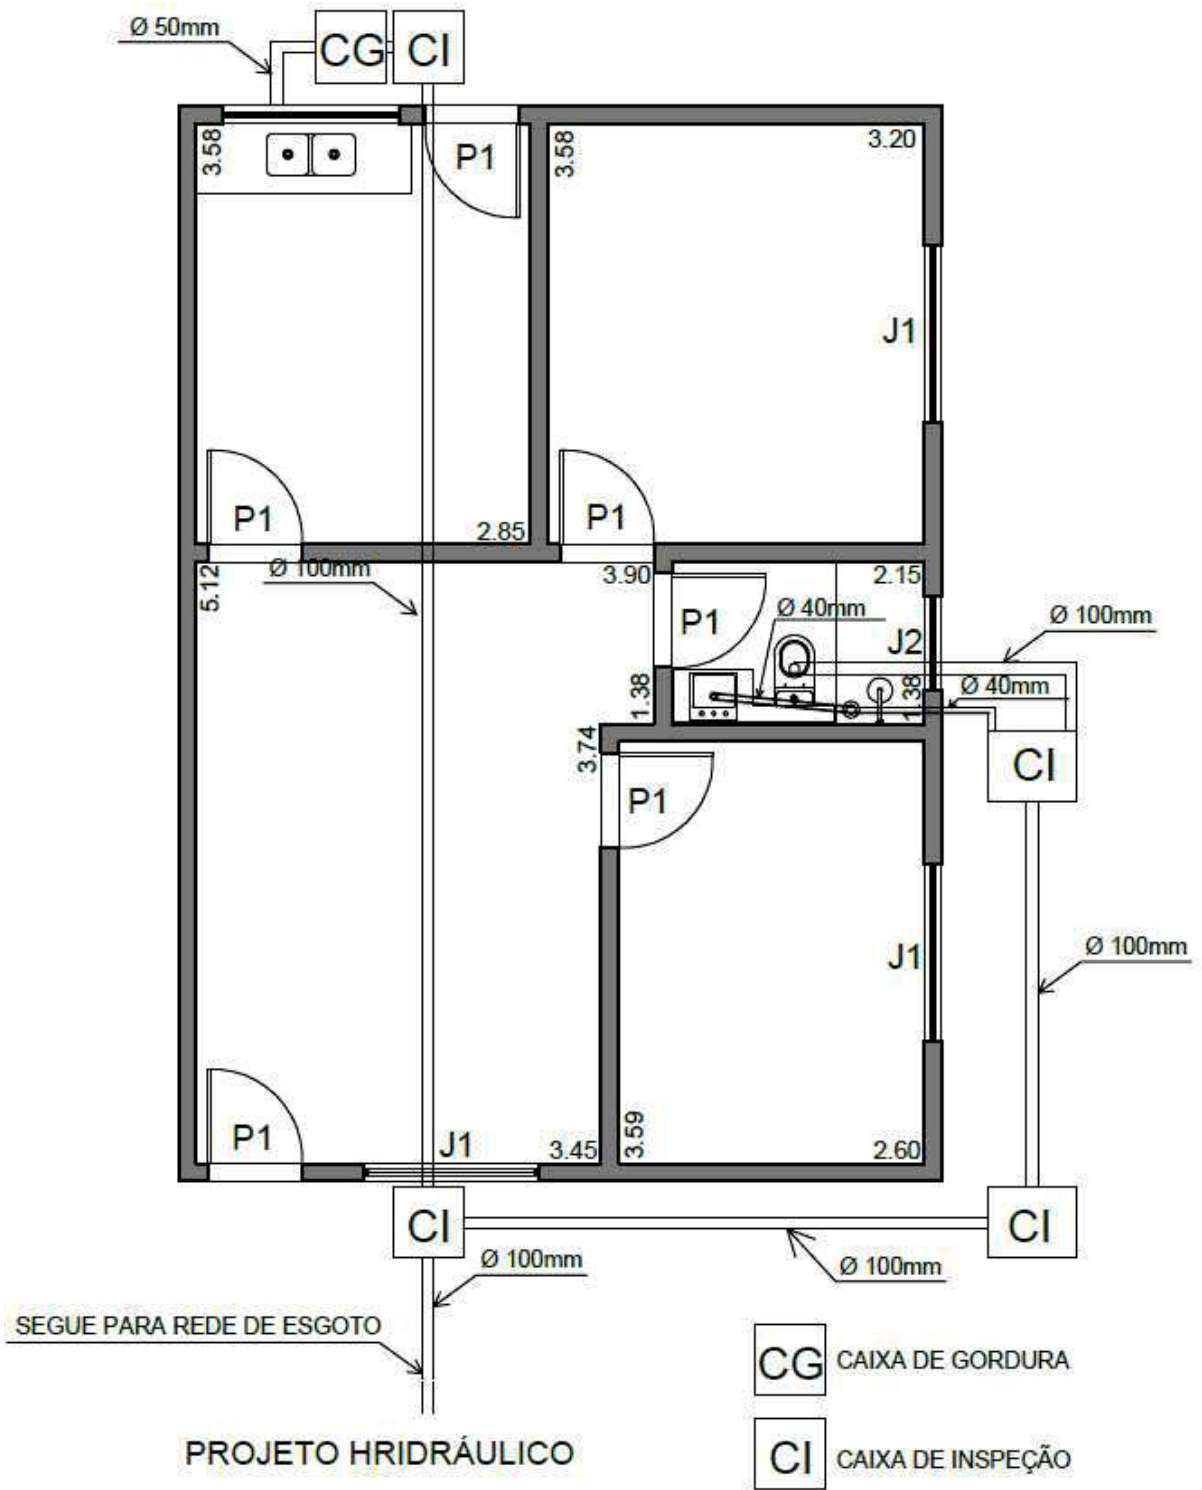 Ø 50mm
CG
CI
3.58
P1
3.58
3.20
J1
P1
2.85
P1
5.12
Ø 100mm
3.90
2.15
P1
Ø 40mm
J2
Ø 100mm
1.38
1.38
Ø 40mm
3.74
CI
P1
J1
Ø 100mm
P1
J1
3.45
3.59
2.60
CI
CI
Ø 100mm
Ø 100mm
SEGUE PARA REDE DE ESGOTO
CG CAIXA DE GORDURA
PROJETO HRIDRÁULICO
CI CAIXA DE INSPEÇÃO